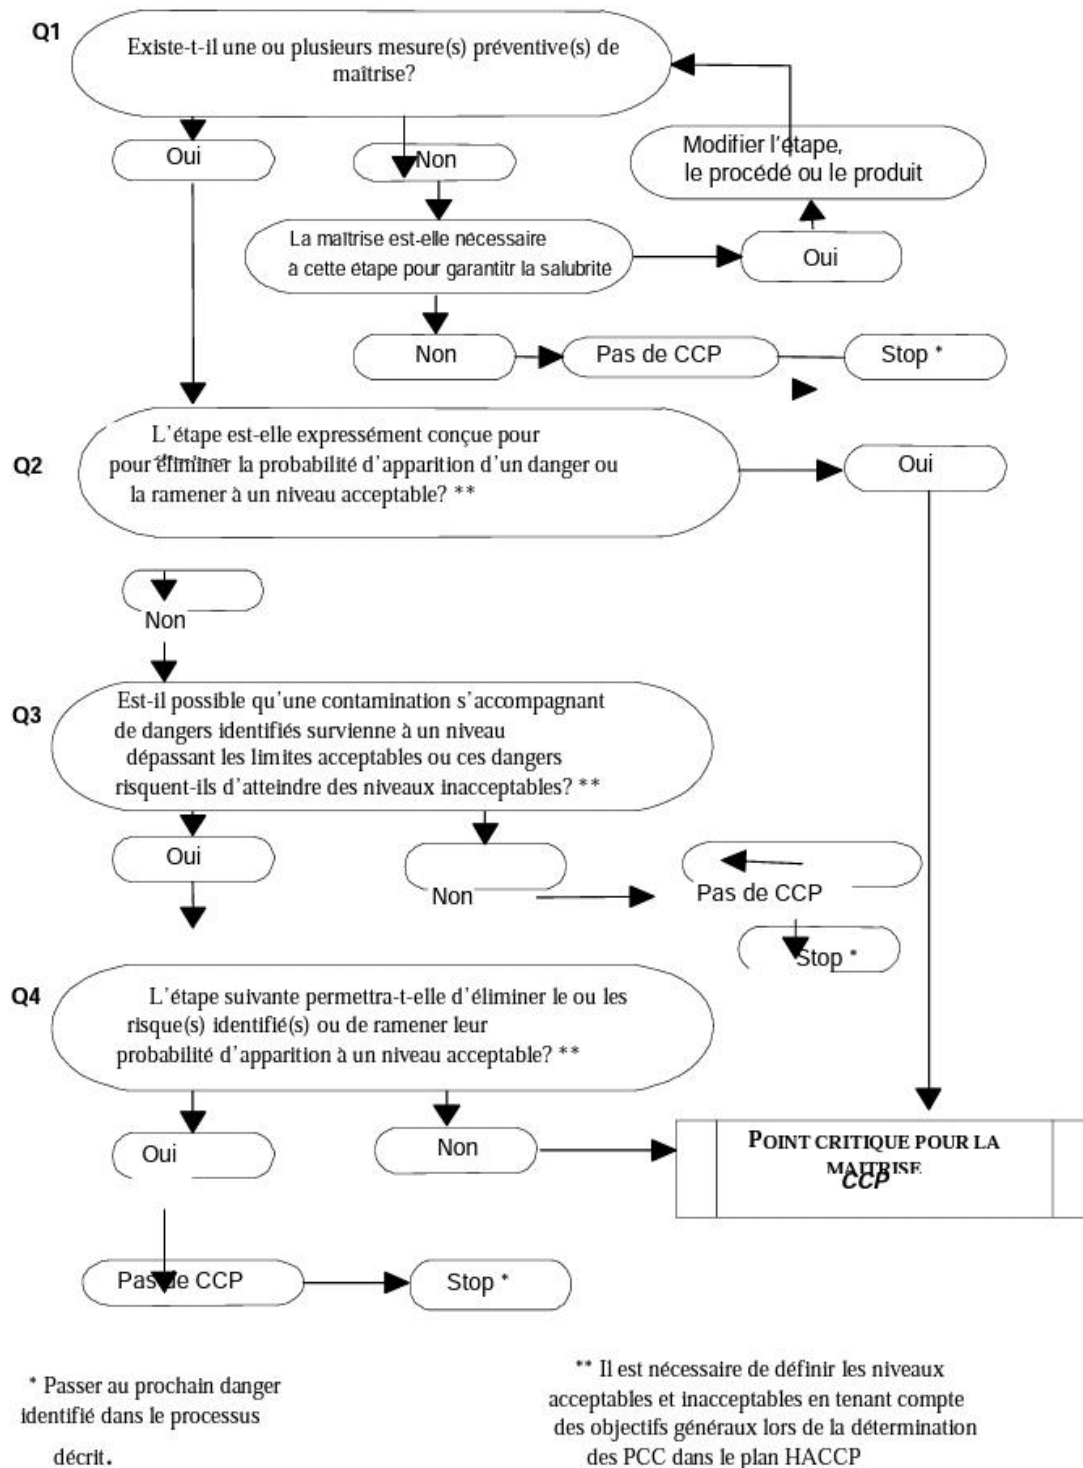 Q1
Existe-t-il une ou plusieurs mesure(s) préventive(s) de
maîtrise?
Oui
Non
Modifier l'étape,
le procédé ou le produit
La maîtrise est-elle nécessaire
à cette étape pour garantitr la salubrité
Oui
Non
Pas de CCP
Stop *
Q2
L'étape est-elle expressément conçue pour
pour éliminer la probabilité d'apparition d'un danger ou
la ramener à un niveau acceptable? **
Oui
Non
Q3
Est-il possible qu'une contamination s'accompagnant
de dangers identifiés survienne à un niveau
dépassant les limites acceptables ou ces dangers
risquent-ils d'atteindre des niveaux inacceptables? **
Oui
Non
Pas de CCP
Stop *
Q4
L'étape suivante permettra-t-elle d'éliminer le ou les
risque(s) identifié(s) ou de ramener leur
probabilité d'apparition à un niveau acceptable? **
Oui
Non
POINT CRITIQUE POUR LA
MAITRISE
CCP
Pas de CCP
Stop *
* Passer au prochain danger
identifié dans le processus
décrit.
** Il est nécessaire de définir les niveaux
acceptables et inacceptables en tenant compte
des objectifs généraux lors de la détermination
des PCC dans le plan HACCP